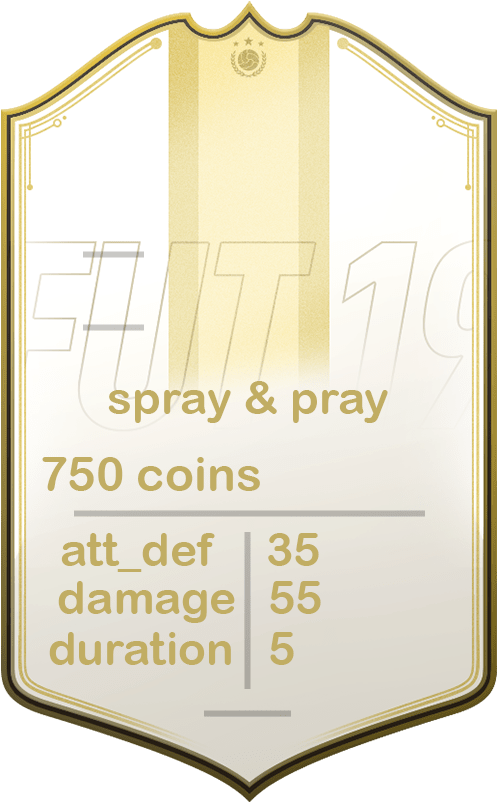 FUT 19
spray & pray
750 coins
att_def 35
damage 55
duration 5